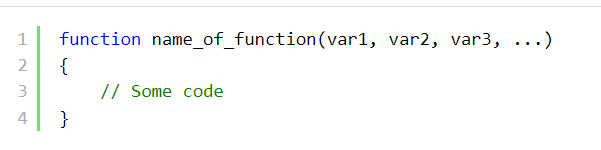 1 function name_of_function(var1, var2, var3, ...)
2 {
3     // Some code
4 }